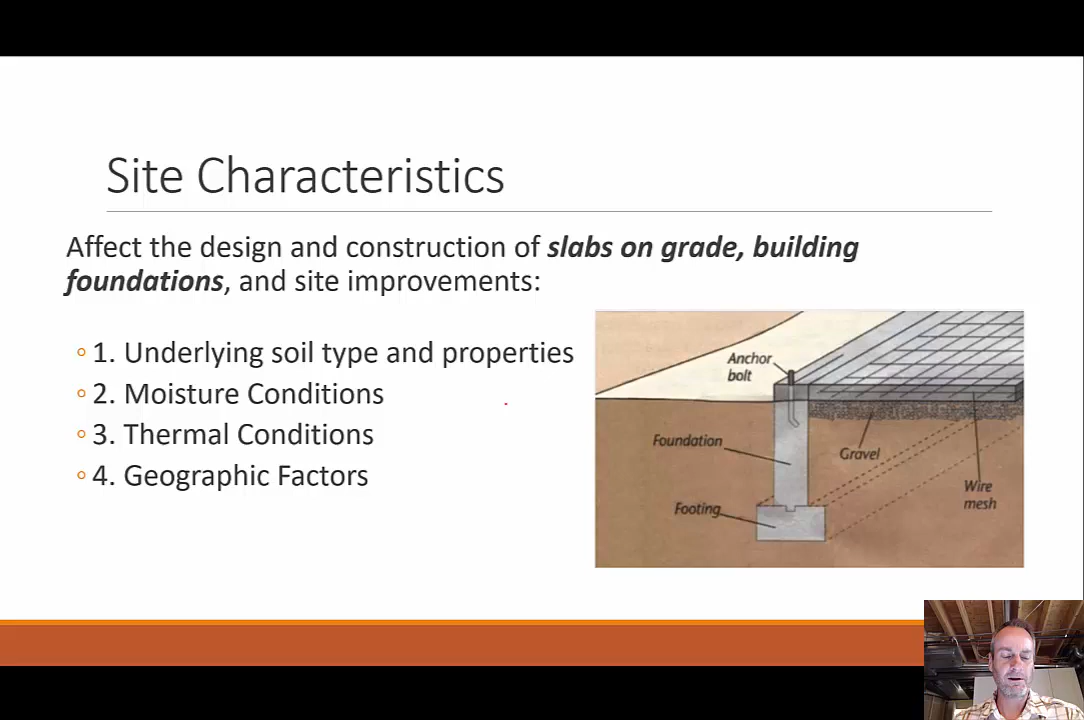 Site Characteristics
Affect the design and construction of slabs on grade, building
foundations, and site improvements:
1. Underlying soil type and properties
2. Moisture Conditions
3. Thermal Conditions
4. Geographic Factors
Anchor
bolt
Foundation
Gravel
Wire
mesh
Footing